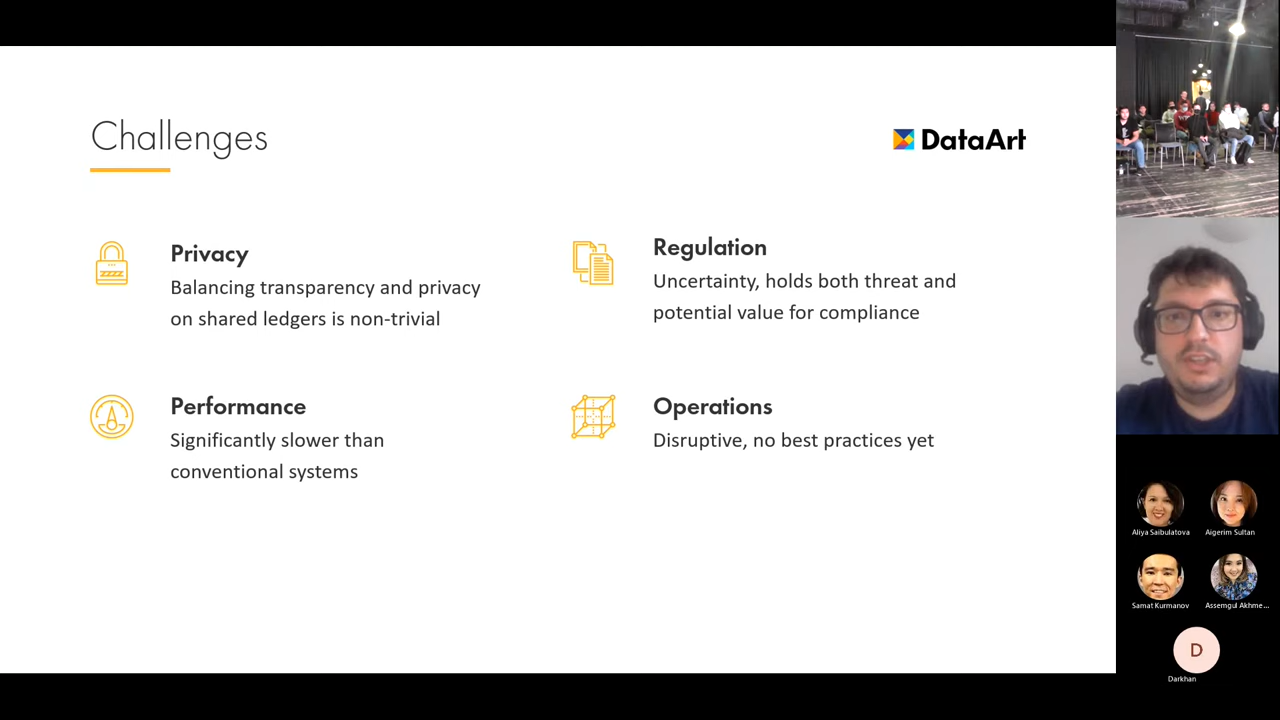 Challenges
DataArt
Privacy
Balancing transparency and privacy
on shared ledgers is non-trivial
Regulation
Uncertainty, holds both threat and
potential value for compliance
Performance
Significantly slower than
conventional systems
Operations
Disruptive, no best practices yet
Aliya Saibulatova
Aigerim Sultan
Samat Kurmanov
Assemgul Akhme...
D
Darkhan